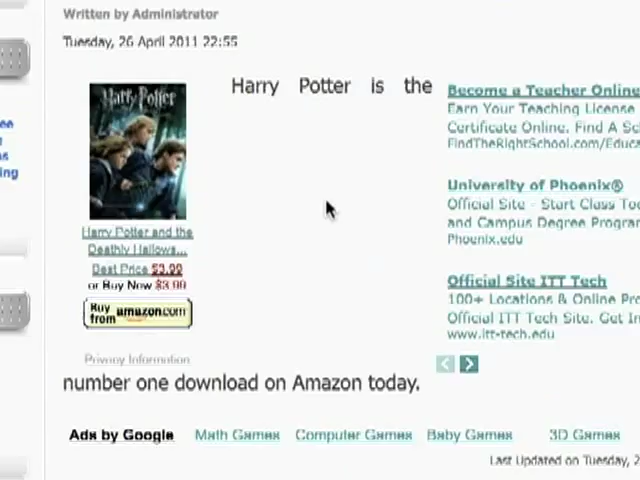 Written by Administrator
Tuesday, 26 April 2011 22:55
Harry Potter is the
Harry Potter
Harry Potter and the
Deathly Hallows...
Best Price $3.99
or Buy Now $3.99
Buy from amazon.com
Privacy Information
Become a Teacher Online
Earn Your Teaching License
Certificate Online. Find A Sc
FindTheRightSchool.com/Educa
University of Phoenix®
Official Site - Start Class To
and Campus Degree Program
Phoenix.edu
Official Site ITT Tech
100+ Locations & Online Pro
Official ITT Tech Site. Get In
www.itt-tech.edu
number one download on Amazon today.
Ads by Google Math Games Computer Games Baby Games 3D Games
Last Updated on Tuesday, 2